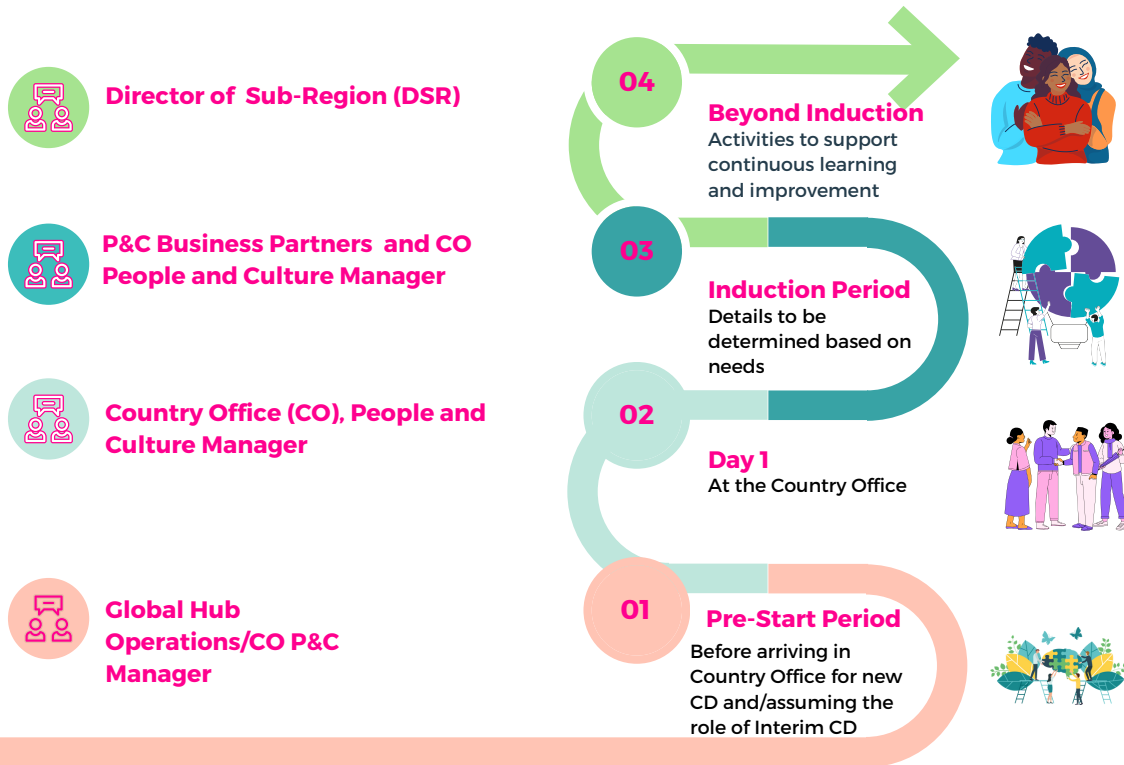 Director of Sub-Region (DSR)
04
Beyond Induction
Activities to support
continuous learning
and improvement
P&C Business Partners and CO
People and Culture Manager
03
Induction Period
Details to be
determined based on
needs
Country Office (CO), People and
Culture Manager
02
Day 1
At the Country Office
Global Hub
Operations/CO P&C
Manager
01
Pre-Start Period
Before arriving in
Country Office for new
CD and/assuming the
role of Interim CD